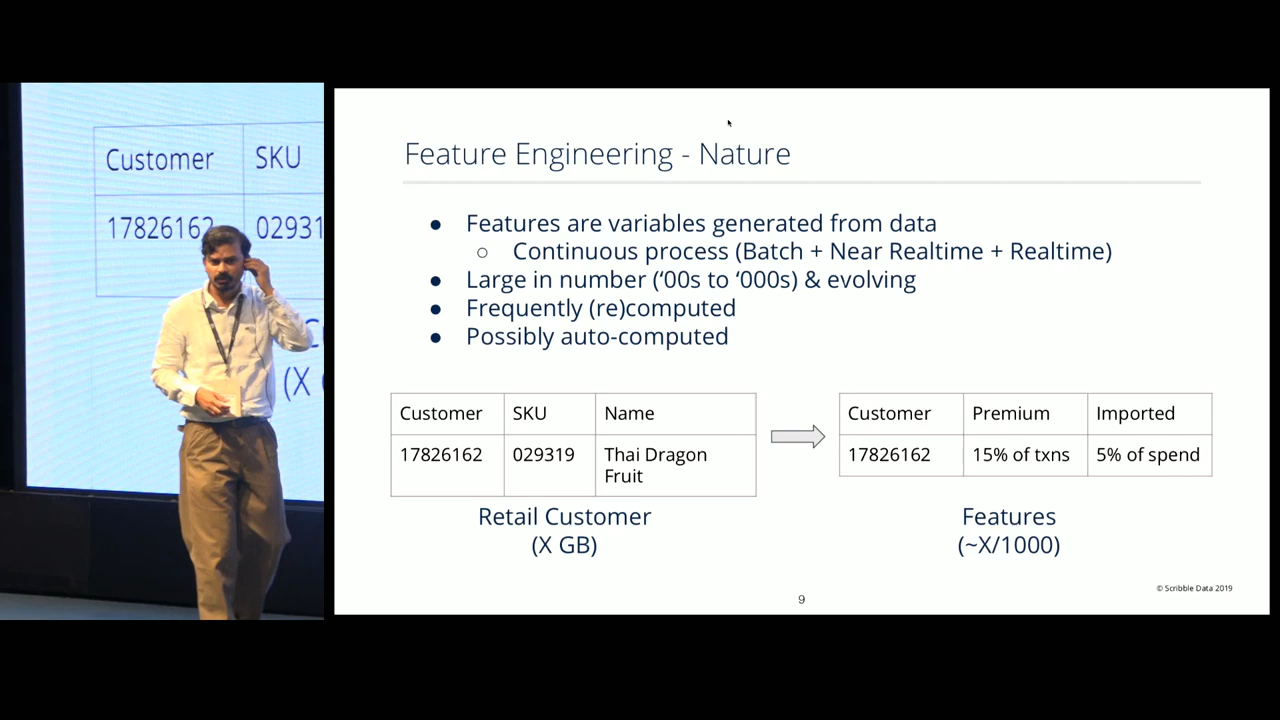 Customer SKU
17826162 02931
(X
Feature Engineering - Nature
● Features are variables generated from data
○ Continuous process (Batch + Near Realtime + Realtime)
● Large in number (‘00s to ‘000s) & evolving
● Frequently (re)computed
● Possibly auto-computed
Customer SKU Name
17826162 029319 Thai Dragon
Fruit
Retail Customer
(X GB)
Customer Premium Imported
17826162 15% of txns 5% of spend
Features
(~X/1000)
© Scribble Data 2019
9